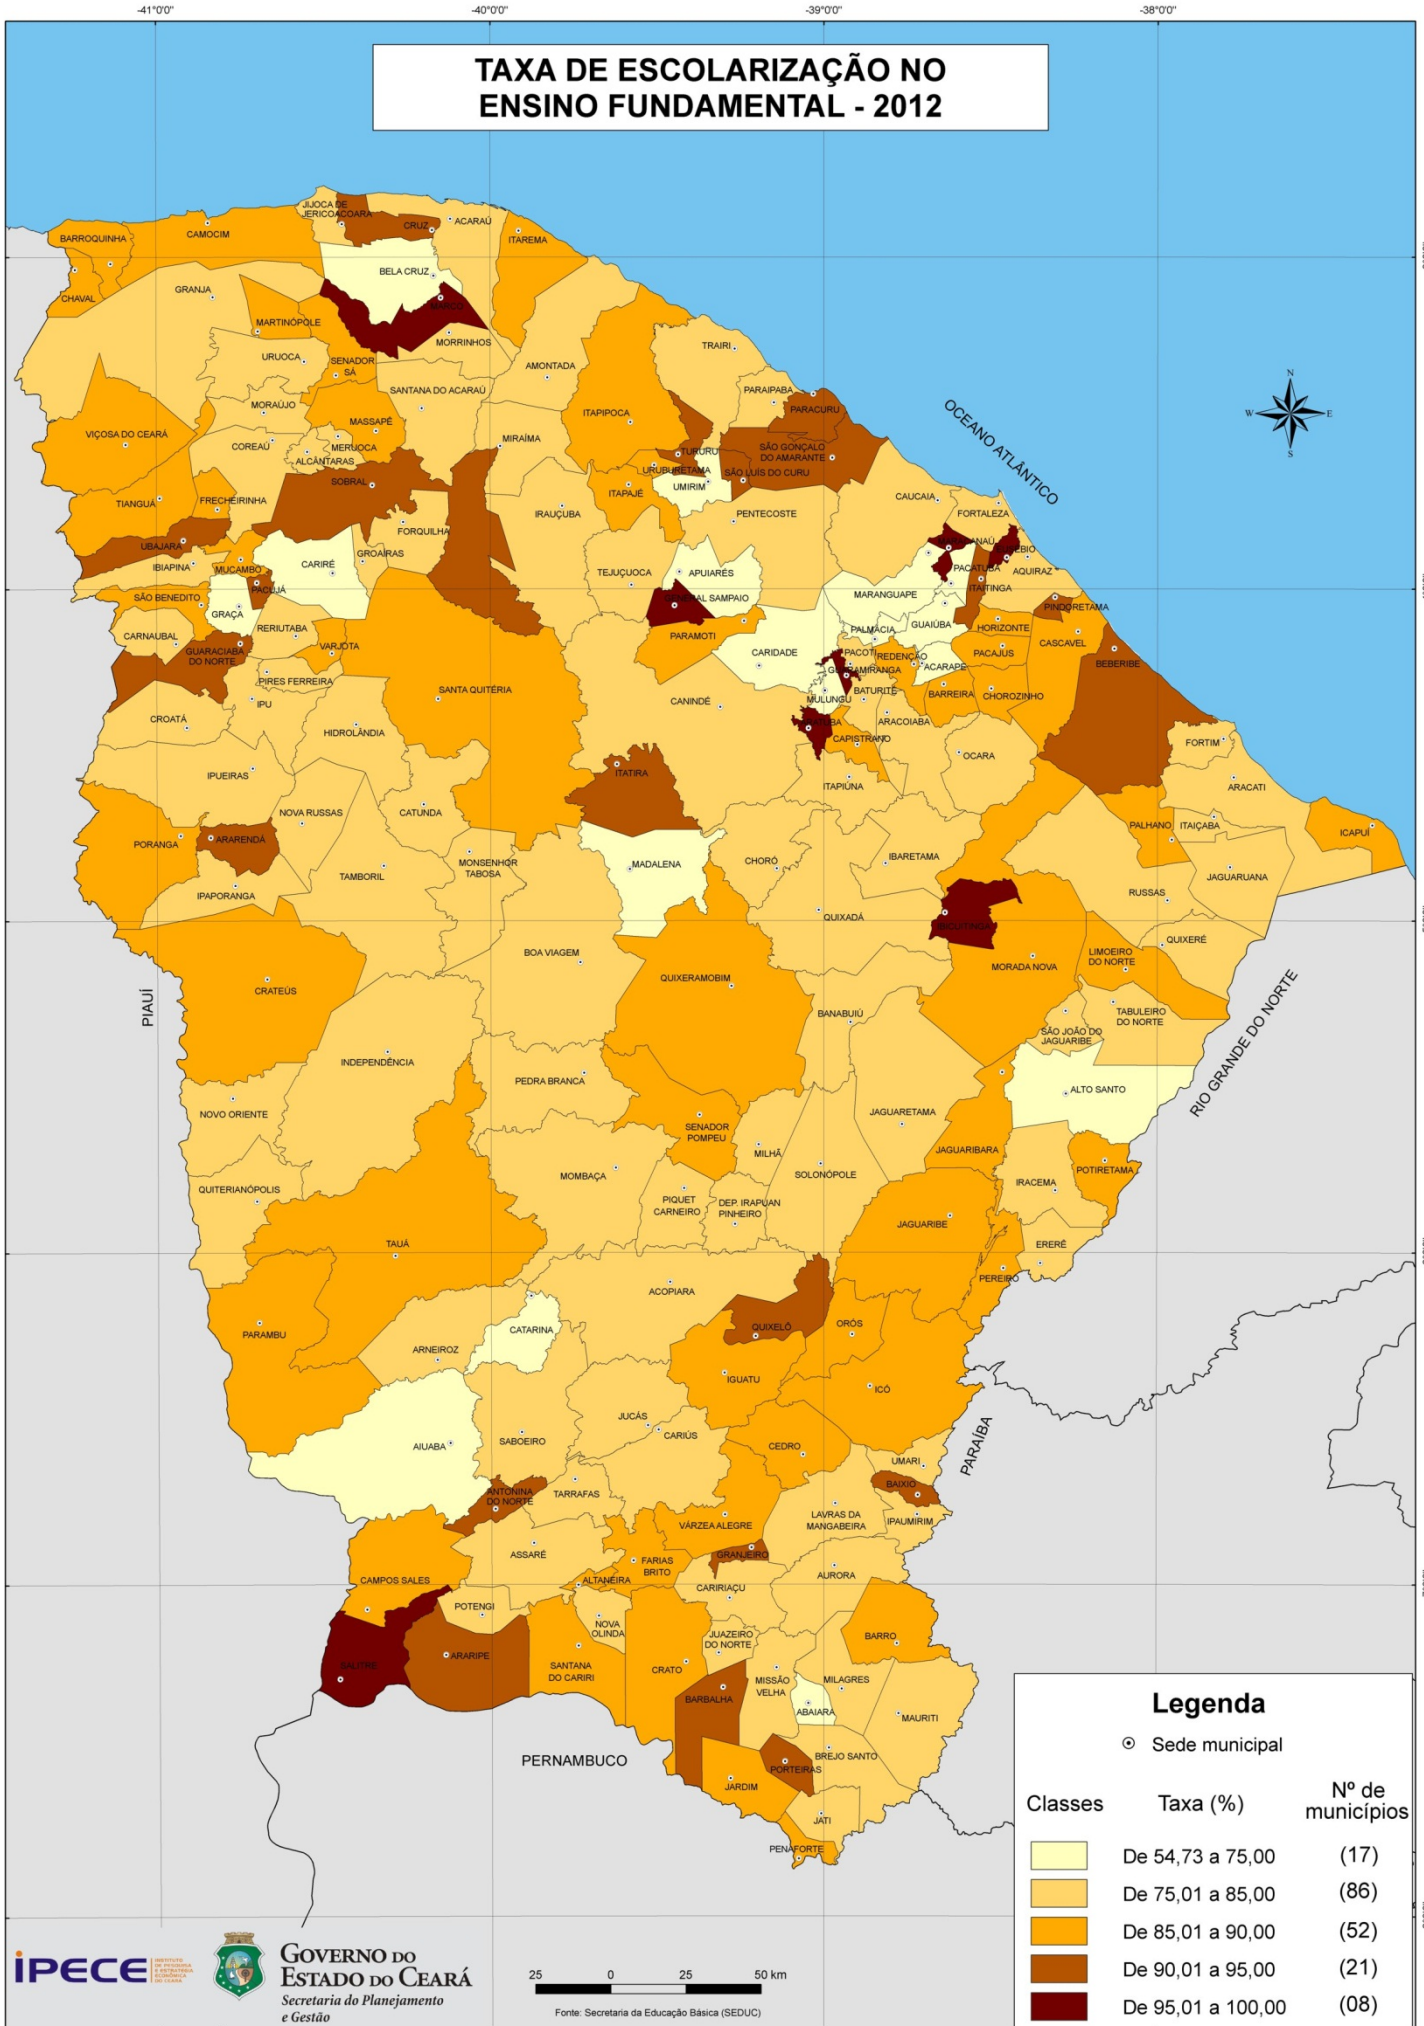 -41°0'0"
-40°0'0"
-39°0'0"
-38°0'0"
TAXA DE ESCOLARIZAÇÃO NO
ENSINO FUNDAMENTAL - 2012
JIJOCA DE
JERICOACOARA
CRUZ
ACARAÚ
BARROQUINHA
CAMOCIM
ITAREMA
BELA CRUZ
CHAVAL
GRANJA
MARCO
MARTINÓPOLE
MORRINHOS
URUOCA
SENADOR
SÁ
TRAIRI
AMONTADA
SANTANA DO ACARAÚ
PARAIPABA
MORAÚJO
ITAPIPOCA
PARACURU
OCEANO ATLÂNTICO
N
W
E
S
VIÇOSA DO CEARÁ
MASSAPÊ
COREAÚ
MERUOCA
MIRAÍMA
SÃO GONÇALO
DO AMARANTE
TURURU
ALCÂNTARAS
URUBURETAMA
SÃO LUÍS DO CURU
SOBRAL
UMIRIM
ITAPAJÉ
TIANGUÁ
FRECHEIRINHA
CAUCAIA
FORTALEZA
IRAUÇUBA
PENTECOSTE
FORQUILHA
UBAJARA
MARACANAÚ
EUSÉBIO
IBIAPINA
MUCAMBO
CARIRÉ
GROAÍRAS
TEJUÇUOCA
APUIARÉS
PACATUBA
AQUIRAZ
PACUJÁ
ITAITINGA
SÃO BENEDITO
GRAÇA
GENERAL SAMPAIO
MARANGUAPE
PINDORETAMA
RERIUTABA
PALMÁCIA
GUAIÚBA
HORIZONTE
CARNAUBAL
PARAMOTI
CASCAVEL
GUARACIABA
DO NORTE
VARJOTA
CARIDADE
PACOTI
REDENÇÃO
ACARAPE
PACAJUS
BEBERIBE
GUARAMIRANGA
PIRES FERREIRA
SANTA QUITÉRIA
MULUNGU
BATURITÉ
BARREIRA
CHOROZINHO
IPU
CANINDÉ
CROATÁ
ARATUBA
ARACOIABA
HIDROLÂNDIA
CAPISTRANO
FORTIM
OCARA
IPUEIRAS
ITATIRA
ITAPIÚNA
ARACATI
NOVA RUSSAS
CATUNDA
PORANGA
ARARENDÁ
PALHANO
ITAIÇABA
ICAPUÍ
MONSENHOR
TABOSA
MADALENA
CHORÓ
IBARETAMA
TAMBORIL
JAGUARUANA
IPAPORANGA
RUSSAS
QUIXADÁ
IBICUITINGA
QUIXERÉ
BOA VIAGEM
LIMOEIRO
DO NORTE
MORADA NOVA
QUIXERAMOBIM
CRATEÚS
PIAUÍ
BANABUIÚ
TABULEIRO
DO NORTE
SÃO JOÃO DO
JAGUARIBE
RIO GRANDE DO NORTE
INDEPENDÊNCIA
PEDRA BRANCA
ALTO SANTO
NOVO ORIENTE
JAGUARETAMA
SENADOR
POMPEU
MILHÃ
JAGUARIBARA
MOMBAÇA
SOLONÓPOLE
POTIRETAMA
QUITERIANÓPOLIS
IRACEMA
PIQUET
CARNEIRO
DEP. IRAPUAN
PINHEIRO
JAGUARIBE
TAUÁ
ERERÊ
PEREIRO
ACOPIARA
PARAMBU
CATARINA
QUIXELÔ
ORÓS
ARNEIROZ
IGUATU
ICÓ
JUCÁS
CARIÚS
SABOEIRO
AIUABA
CEDRO
PARAÍBA
UMARI
BAIXIO
ANTONINA
DO NORTE
TARRAFAS
LAVRAS DA
MANGABEIRA
IPAUMIRIM
VÁRZEA ALEGRE
ASSARÉ
GRANJEIRO
FARIAS
BRITO
AURORA
CAMPOS SALES
ALTANEIRA
CARIRIAÇU
POTENGI
NOVA
OLINDA
JUAZEIRO
DO NORTE
BARRO
SALITRE
ARARIPE
SANTANA
DO CARIRI
CRATO
MISSÃO
VELHA
MILAGRES
BARBALHA
ABAIARA
MAURITI
BREJO SANTO
PERNAMBUCO
PORTEIRAS
JARDIM
JATI
PENAFORTE
Legenda
Sede municipal
Classes Taxa (%) Nº de
municípios
De 54,73 a 75,00 (17)
De 75,01 a 85,00 (86)
De 85,01 a 90,00 (52)
De 90,01 a 95,00 (21)
De 95,01 a 100,00 (08)
IPECE
INSTITUTO
DE PESQUISA
E ESTRATÉGIA
ECONÔMICA
DO CEARÁ
GOVERNO DO
ESTADO DO CEARÁ
Secretaria do Planejamento
e Gestão
25 0 25 50 km
Fonte: Secretaria da Educação Básica (SEDUC)